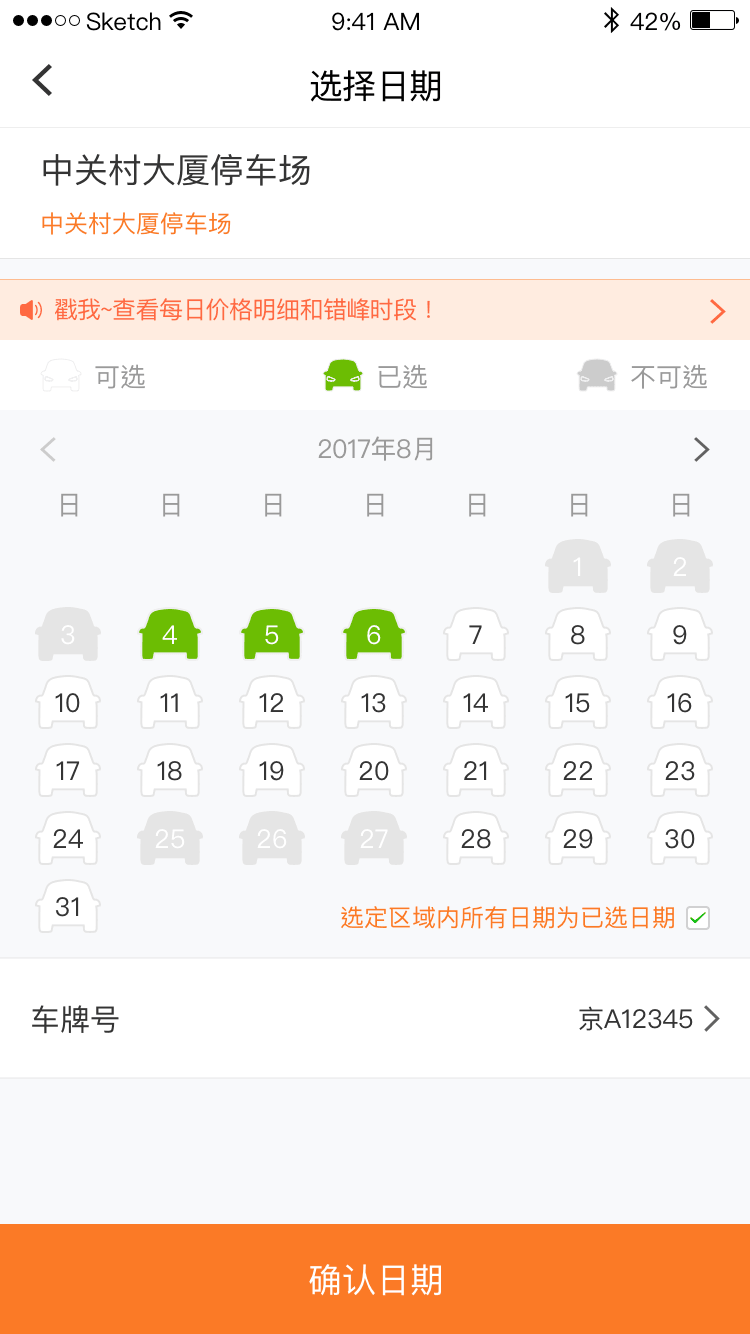 Sketch 9:41 AM 42%
选择日期
中关村大厦停车场
中关村大厦停车场
戳我~查看每日价格明细和错峰时段！
可选 已选 不可选
2017年8月
日 日 日 日 日 日 日
1 2
3 4 5 6 7 8 9
10 11 12 13 14 15 16
17 18 19 20 21 22 23
24 25 26 27 28 29 30
31 选定区域内所有日期为已选日期
车牌号 京A12345
确认日期